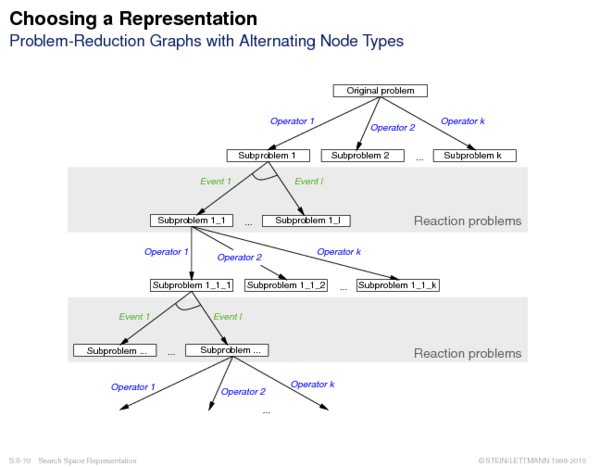 Choosing a Representation
Problem-Reduction Graphs with Alternating Node Types
Original problem
Operator 1
Operator 2
Operator k
Subproblem 1
Subproblem 2
...
Subproblem k
Event 1
Event l
Subproblem 1_1
...
Subproblem 1_l
Reaction problems
Operator 1
Operator 2
Operator k
Subproblem 1_1_1
Subproblem 1_1_2
...
Subproblem 1_1_k
Event 1
Event l
Subproblem ...
...
Subproblem ...
Reaction problems
Operator 1
Operator 2
Operator k
...
S:II-70 Search Space Representation
© STEIN/LETTMANN 1998-2015